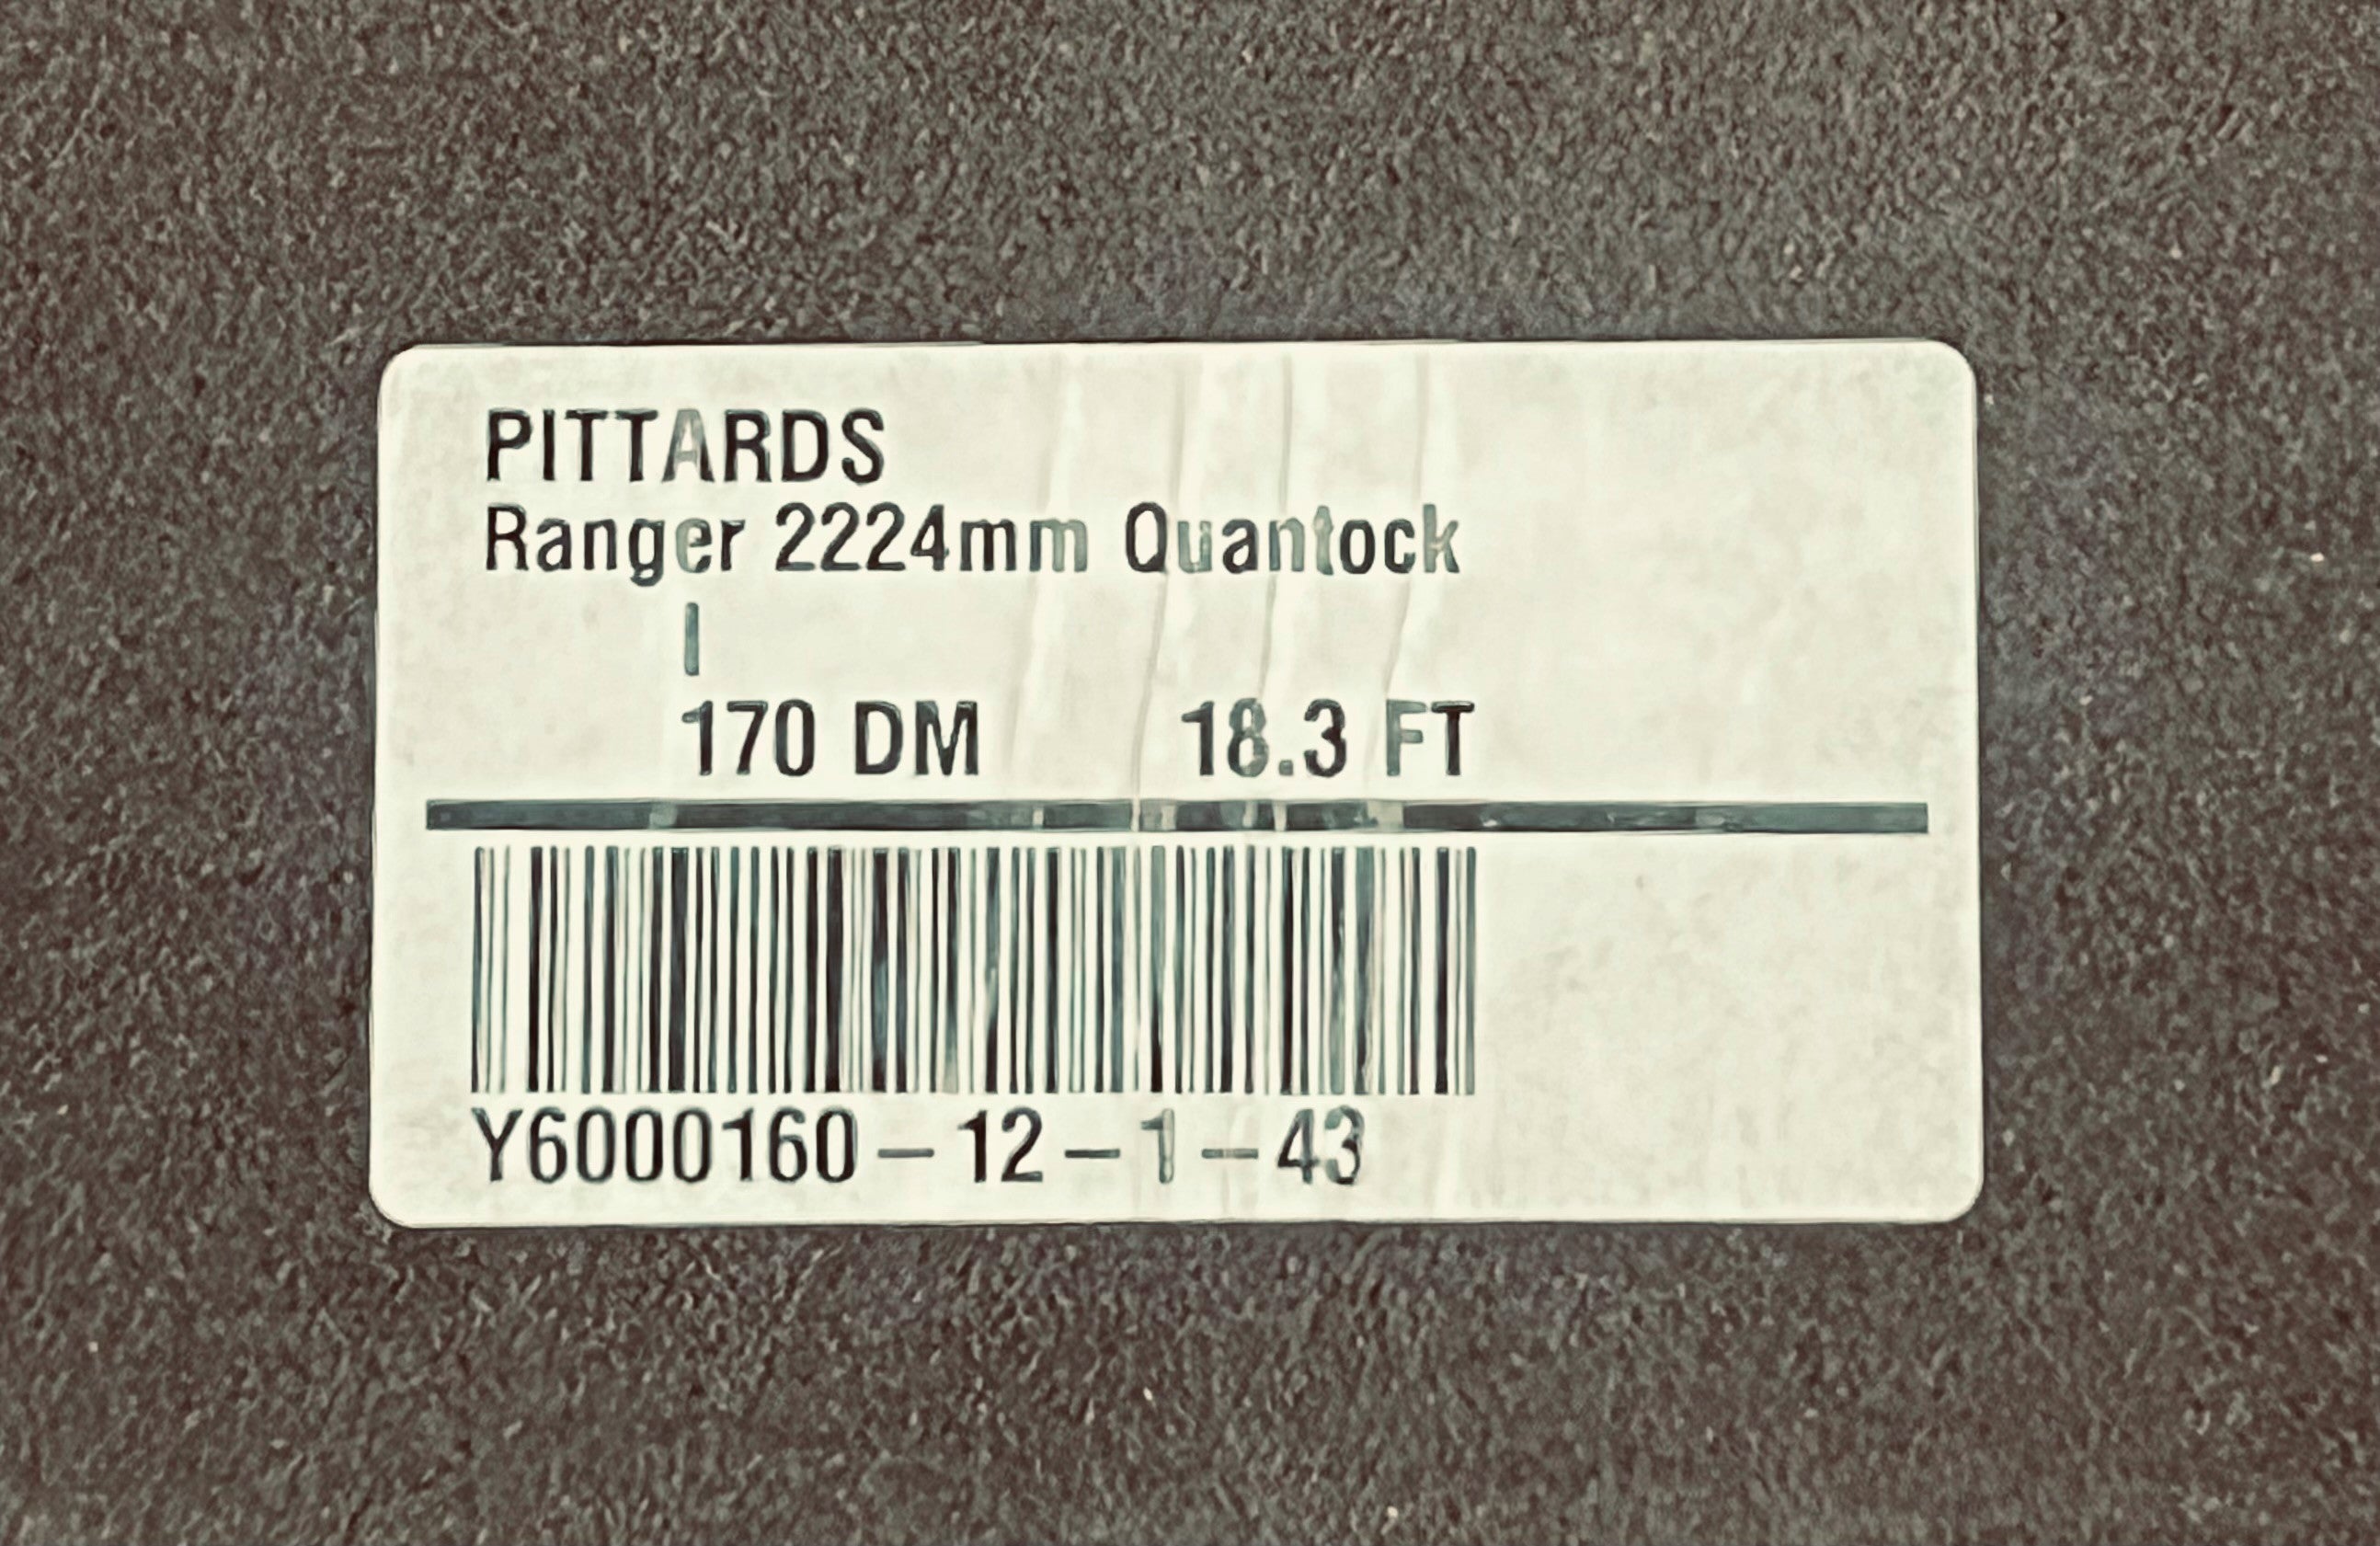 PITTARDS
Ranger 2224mm Quantock
I
170 DM 18.3 FT
Y6000160-12-1-43